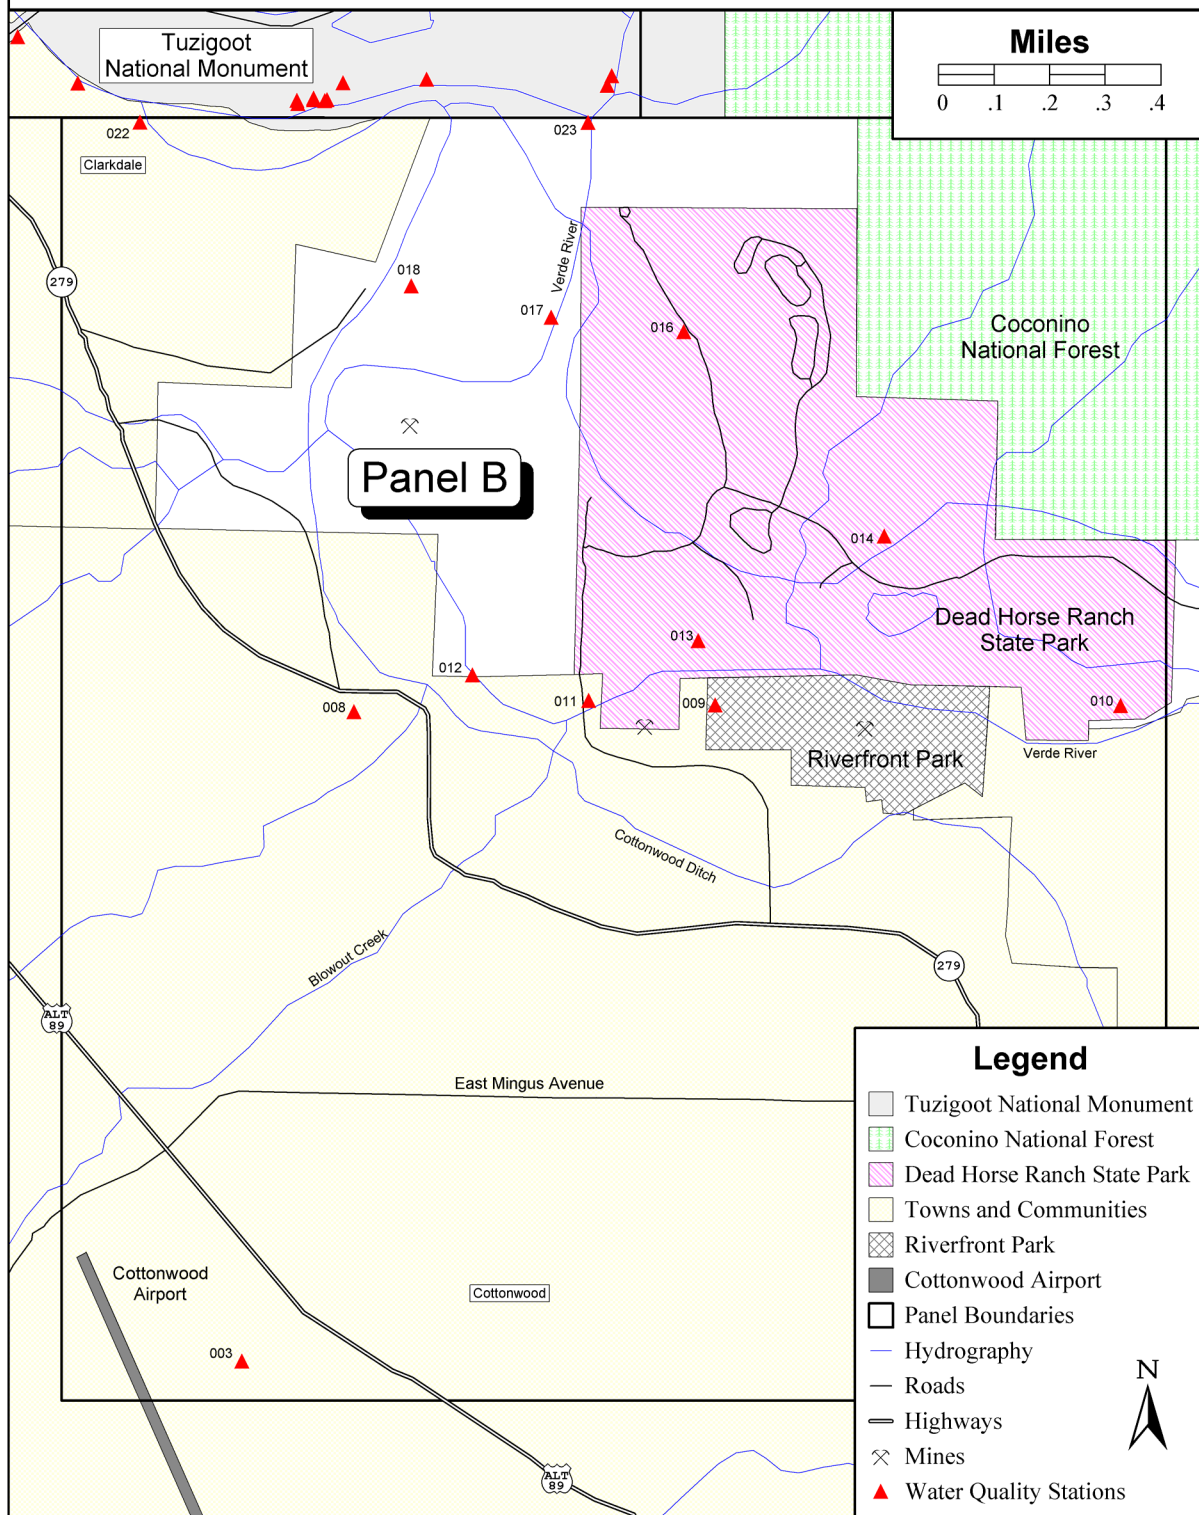 Tuzigoot
National Monument
Miles
0 .1 .2 .3 .4
022
023
Clarkdale
Verde River
018
279
017
016
Coconino
National Forest
Panel B
014
Dead Horse Ranch
State Park
013
012
011
009
010
008
Verde River
Riverfront Park
Cottonwood Ditch
Blowout Creek
279
ALT
89
East Mingus Avenue
Cottonwood
Airport
Cottonwood
003
ALT
89
Legend
Tuzigoot National Monument
Coconino National Forest
Dead Horse Ranch State Park
Towns and Communities
Riverfront Park
Cottonwood Airport
Panel Boundaries
Hydrography
Roads
Highways
Mines
Water Quality Stations
N